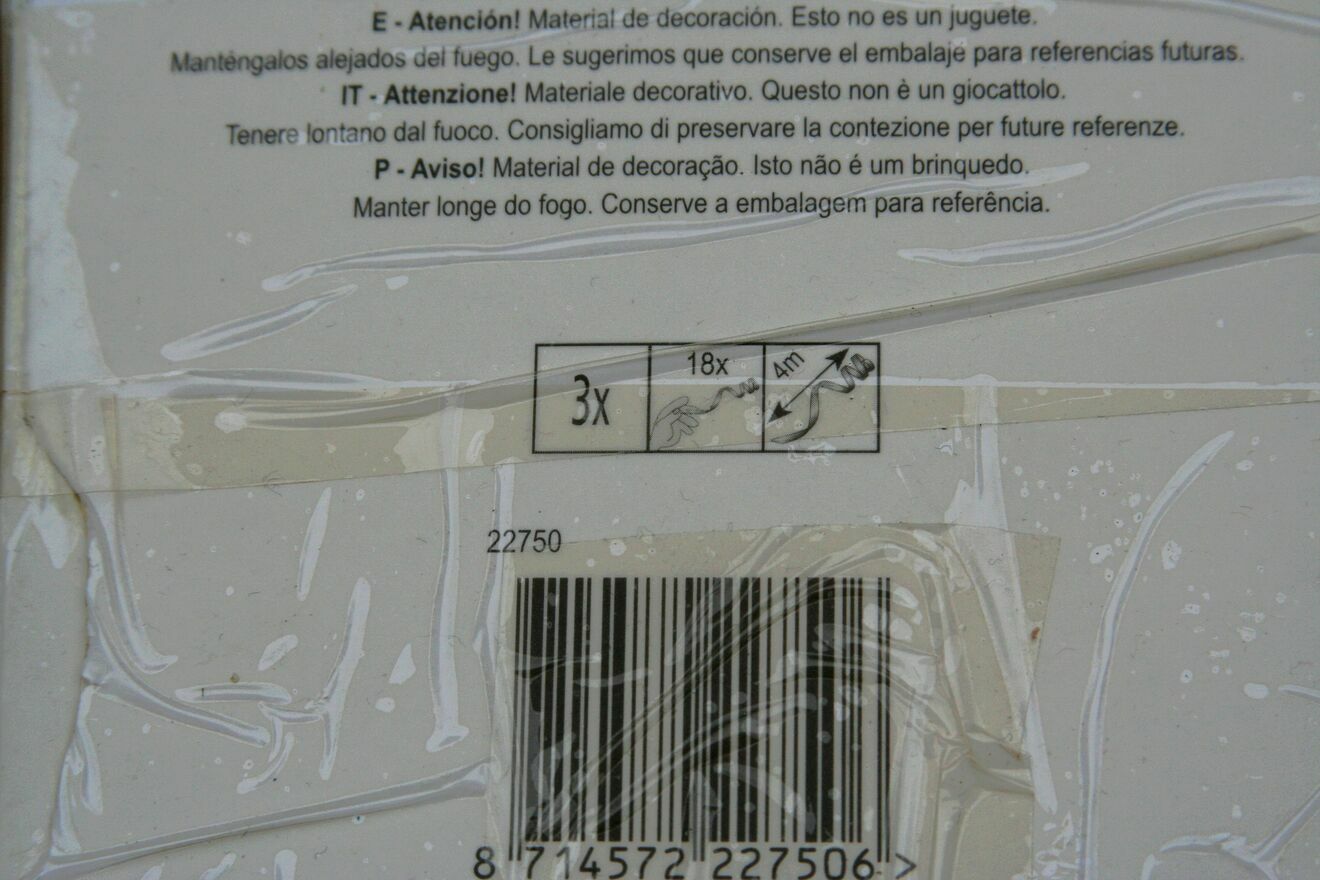 E - Atención! Material de decoración. Esto no es un juguete.
Manténgalos alejados del fuego. Le sugerimos que conserve el embalaje para referencias futuras.
IT - Attenzione! Materiale decorativo. Questo non è un giocattolo.
Tenere lontano dal fuoco. Consigliamo di preservare la contezione per future referenze.
P - Aviso! Material de decoração. Isto não é um brinquedo.
Manter longe do fogo. Conserve a embalagem para referência.
3x 18x 4m
22750
8 714572 227506 >